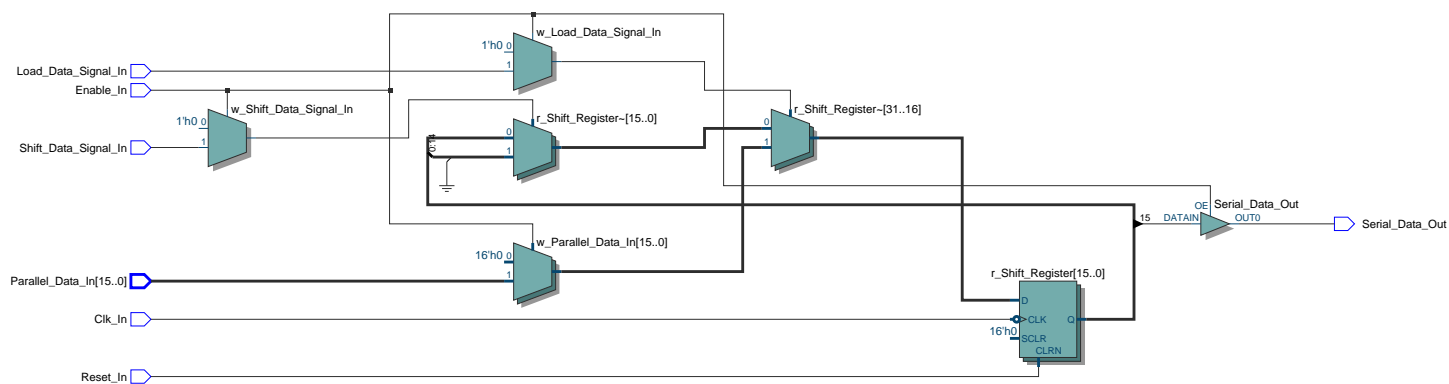 w_Load_Data_Signal_In
1'h0 0
1
Load_Data_Signal_In
Enable_In
w_Shift_Data_Signal_In
1'h0 0
1
Shift_Data_Signal_In
r_Shift_Register~[15..0]
0
1
0:14
r_Shift_Register~[31..16]
0
1
Serial_Data_Out
OE
15
DATAIN
OUT0
Serial_Data_Out
w_Parallel_Data_In[15..0]
16'h0 0
1
Parallel_Data_In[15..0]
r_Shift_Register[15..0]
D
Clk_In
CLK
Q
16'h0
SCLR
CLRN
Reset_In